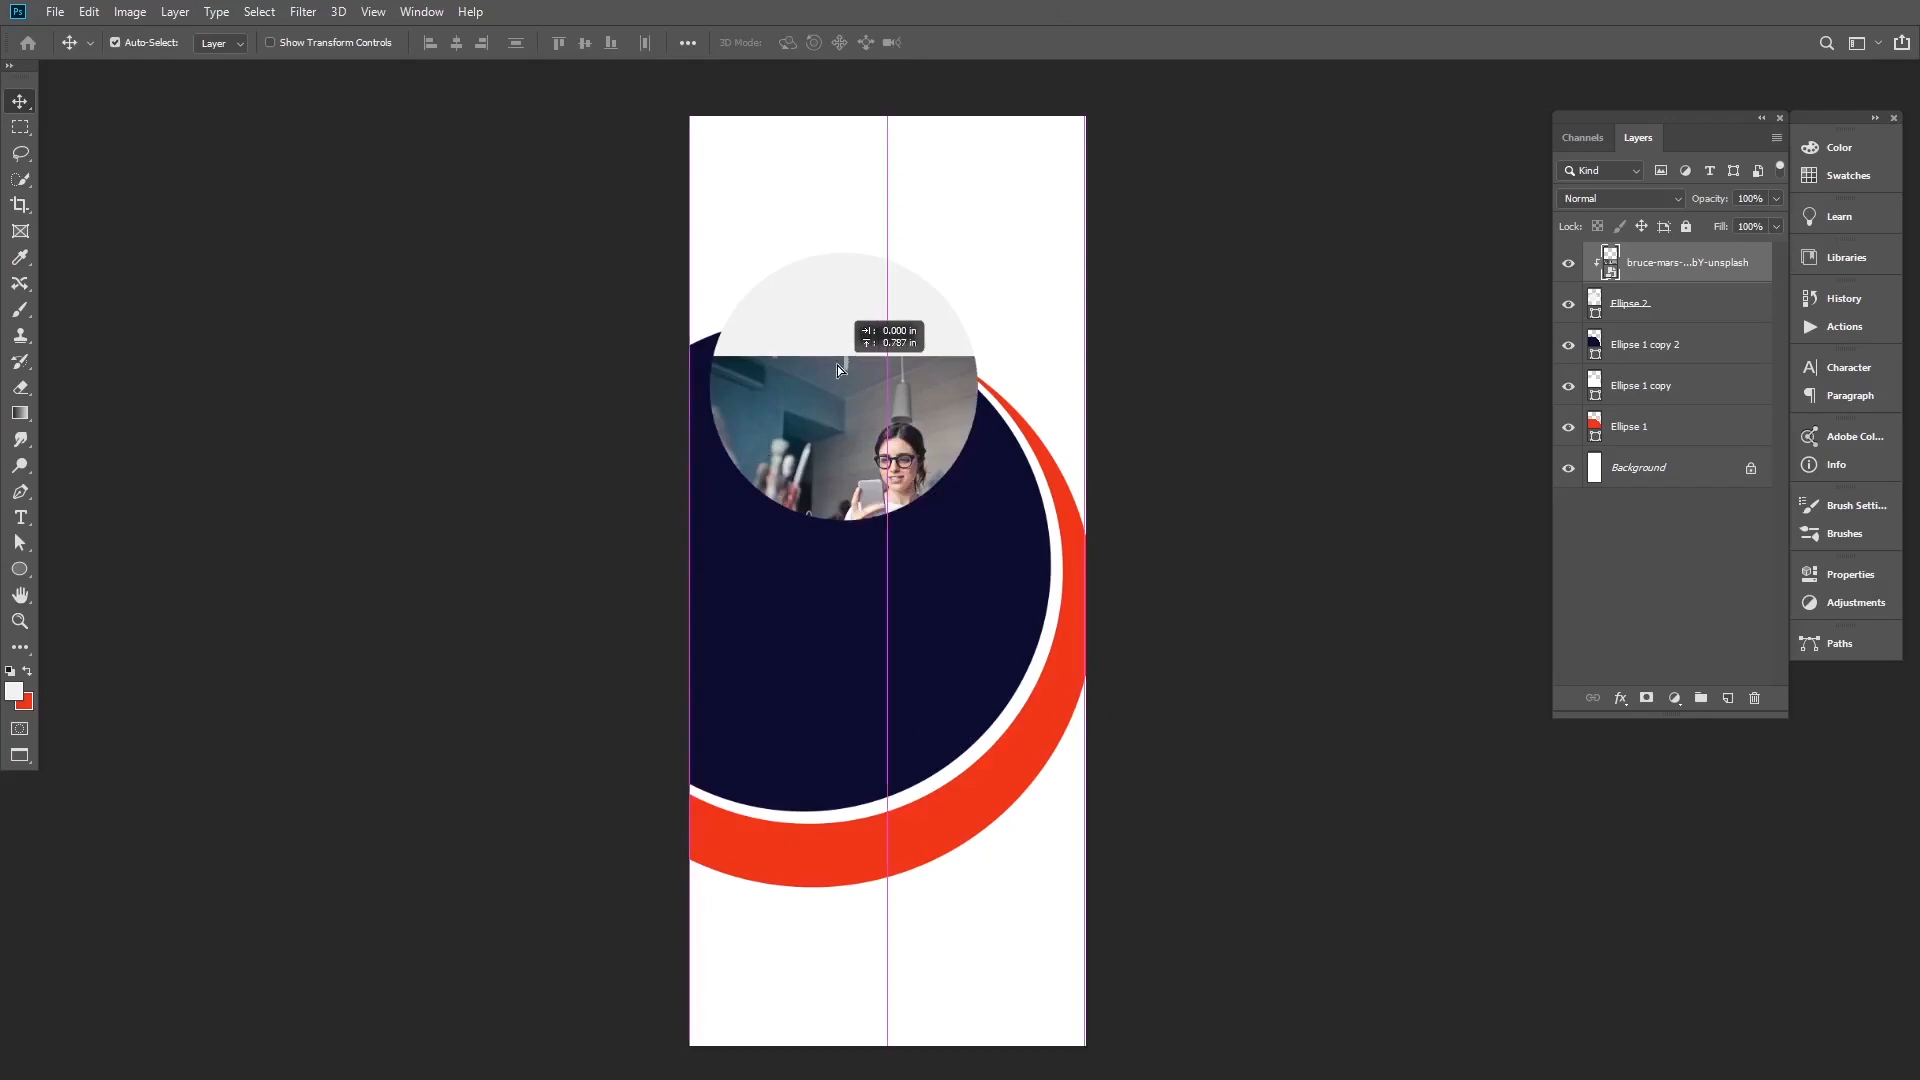 Ps File Edit Image Layer Type Select Filter 3D View Window Help
Auto-Select: Layer Show Transform Controls 3D Mode:
Channels Layers
Kind
Normal Opacity: 100%
Lock: Fill: 100%
bruce-mars-...bY-unsplash
Ellipse 2
Ellipse 1 copy 2
Ellipse 1 copy
Ellipse 1
Background
Color
Swatches
Learn
Libraries
History
Actions
Character
Paragraph
Adobe Col...
Info
Brush Setti...
Brushes
Properties
Adjustments
Paths
: 0.000 in
: 0.787 in